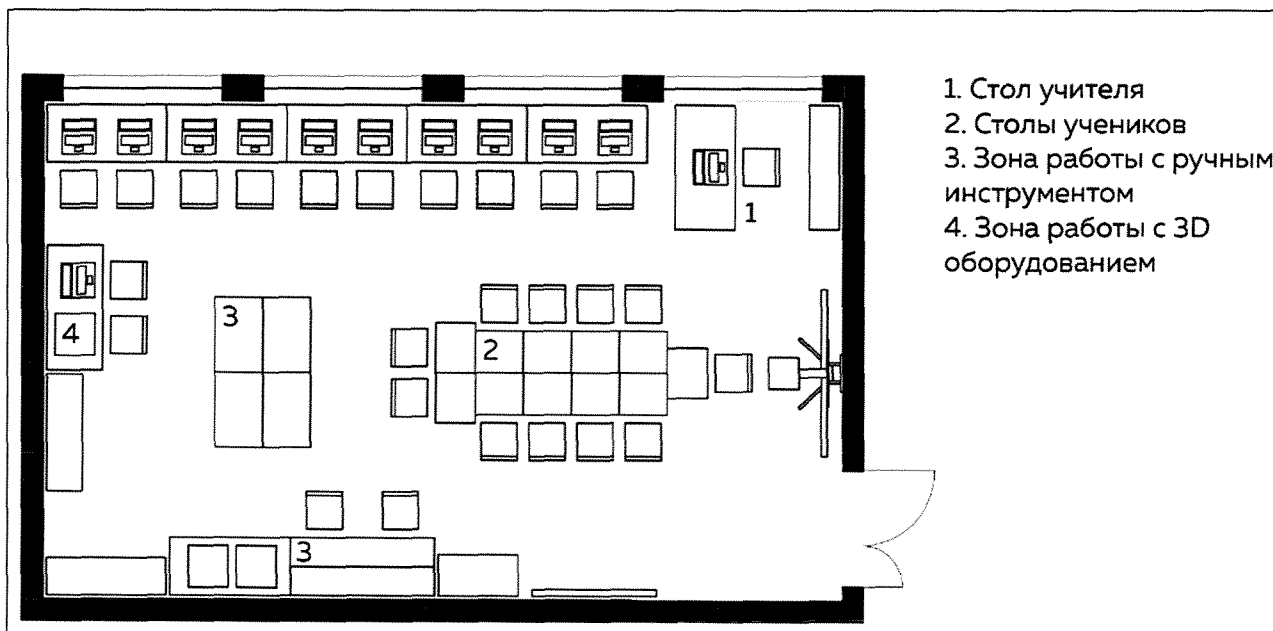 1. Стол учителя
2. Столы учеников
3. Зона работы с ручным
инструментом
4. Зона работы с 3D
оборудованием
1
3
4
2
3